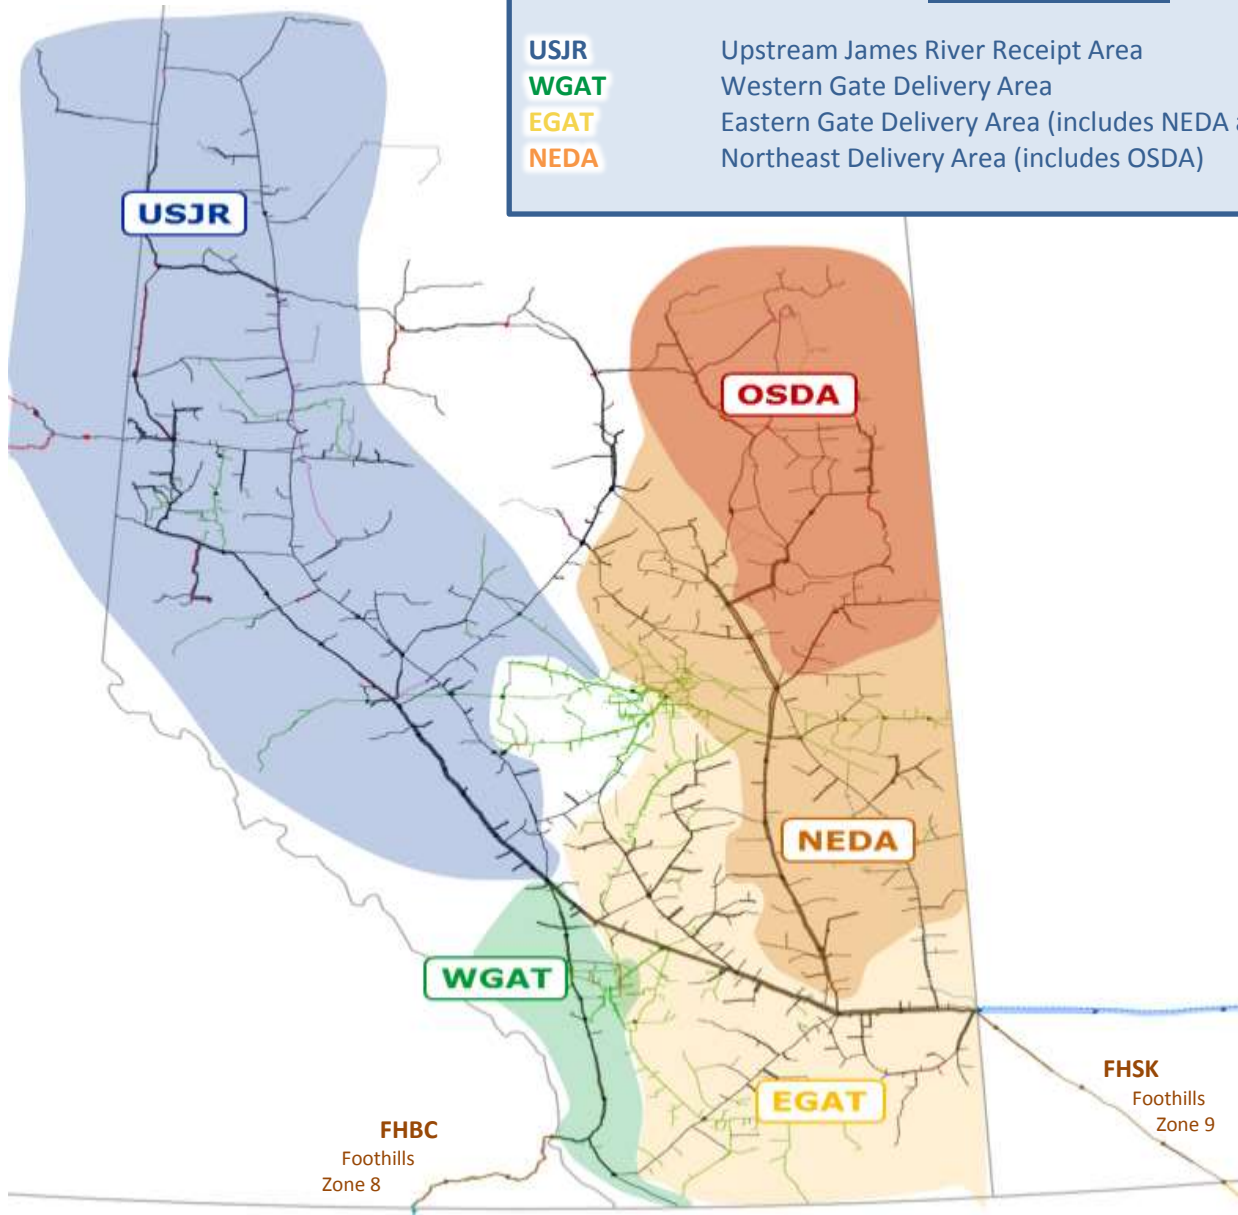 USJR Upstream James River Receipt Area
WGAT Western Gate Delivery Area
EGAT Eastern Gate Delivery Area (includes NEDA a
NEDA Northeast Delivery Area (includes OSDA)
USJR
OSDA
NEDA
WGAT
EGAT
FHSK
Foothills
Zone 9
FHBC
Foothills
Zone 8